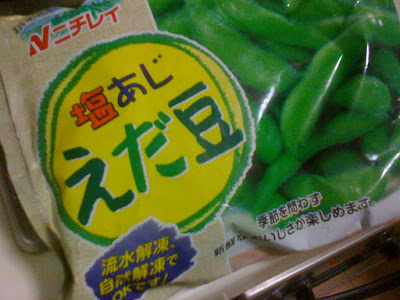 ニチレイ
塩あじ
えだ豆
季節を問わず
いしさが楽しめます
流水解凍、
自然解凍で
OKです!